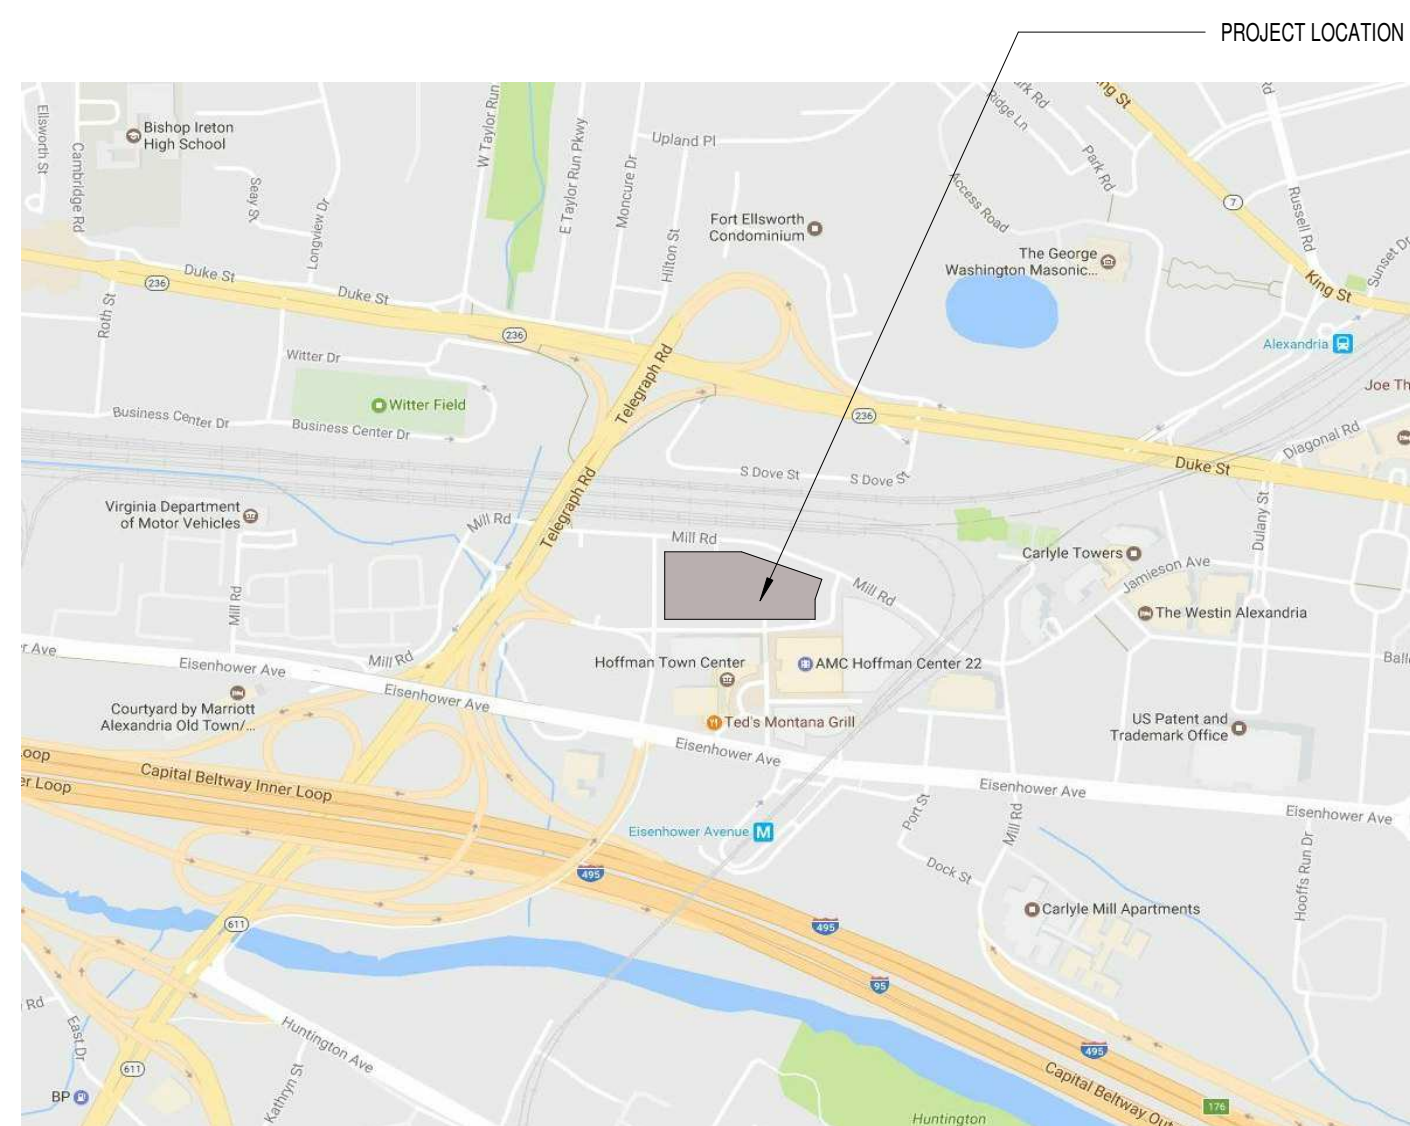 PROJECT LOCATION
Ellsworth St
Cambridge Rd
Bishop Ireton
High School
Seay St
Longview Dr
W Taylor Run
E Taylor Run Pkwy
Moncure Dr
Upland Pl
Hilton St
Fort Ellsworth
Condominium
Ridge Ln
Park Rd
Access Road
King St
Rd
7
Russell Rd
Sunset Dr
The George
Washington Masonic...
King St
Alexandria
Joe Th
Diagonal Rd
Duke St
236
Duke St
236
Roth St
Witter Dr
Witter Field
Business Center Dr
Business Center Dr
Telegraph Rd
236
Duke St
S Dove St
S Dove St
Dulany St
Virginia Department
of Motor Vehicles
Mill Rd
Telegraph Rd
Mill Rd
Mill Rd
Carlyle Towers
Jamieson Ave
The Westin Alexandria
Mill Rd
Mill Rd
Hoffman Town Center
AMC Hoffman Center 22
Ted's Montana Grill
Ball
r Ave
Eisenhower Ave
Eisenhower Ave
Eisenhower Ave
Eisenhower Ave
Eisenhower Ave
Courtyard by Marriott
Alexandria Old Town/...
US Patent and
Trademark Office
oop
er Loop
Capital Beltway Inner Loop
Eisenhower Avenue
M
Port St
Mill Rd
Dock St
Hooffs Run Dr
Carlyle Mill Apartments
495
495
95
495
611
Rd
East Dr
611
BP
Huntington Ave
Kathryn St
Capital Beltway Out
176
Huntington